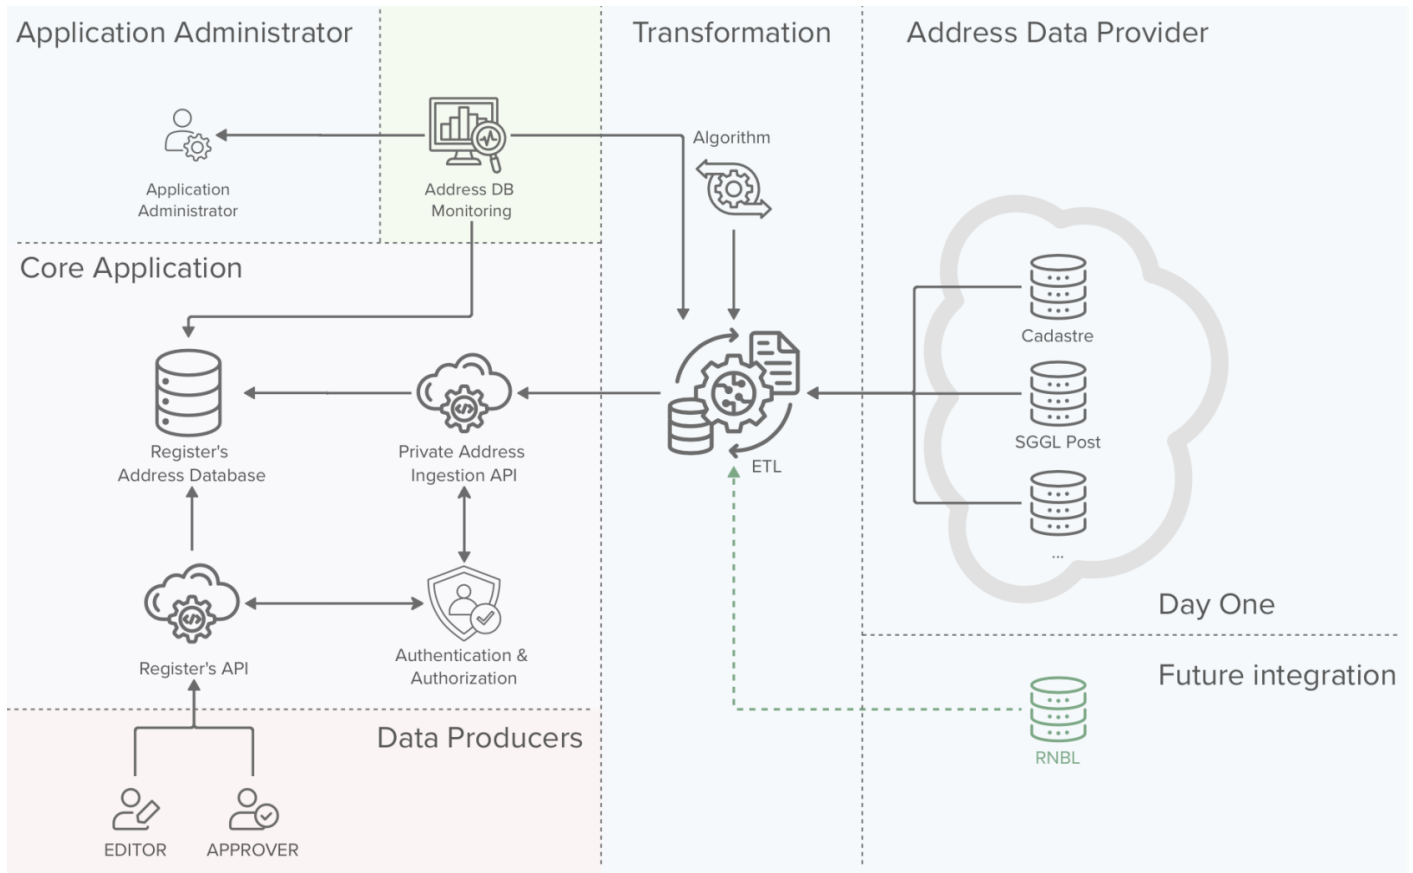 Application Administrator
Transformation
Address Data Provider
Algorithm
Application
Administrator
Address DB
Monitoring
Core Application
Cadastre
SGGL Post
...
Register's
Address Database
Private Address
Ingestion API
ETL
Day One
Register's API
Authentication &
Authorization
Future integration
Data Producers
RNBL
EDITOR
APPROVER